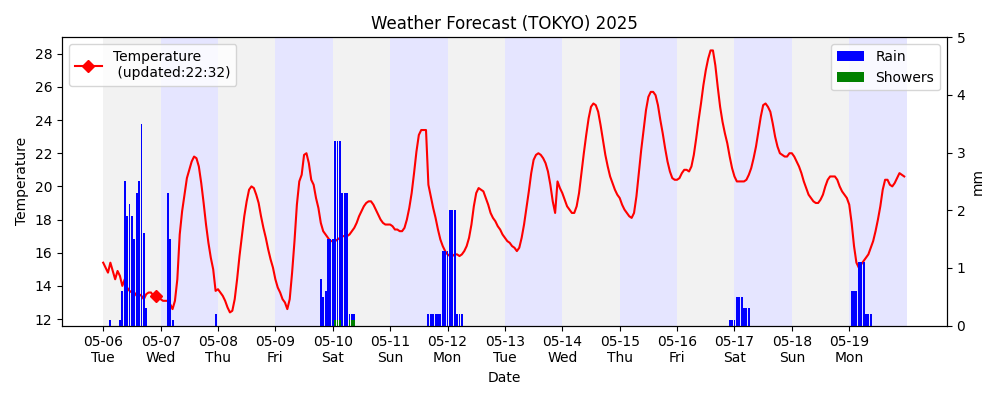 Weather Forecast (TOKYO) 2025
Temperature
(updated:22:32)
Rain
Showers
Temperature
28
26
24
22
20
18
16
14
12
5
4
3
2
1
0
mm
05-06 05-07 05-08 05-09 05-10 05-11 05-12 05-13 05-14 05-15 05-16 05-17 05-18 05-19
Tue Wed Thu Fri Sat Sun Mon Tue Wed Thu Fri Sat Sun Mon
Date